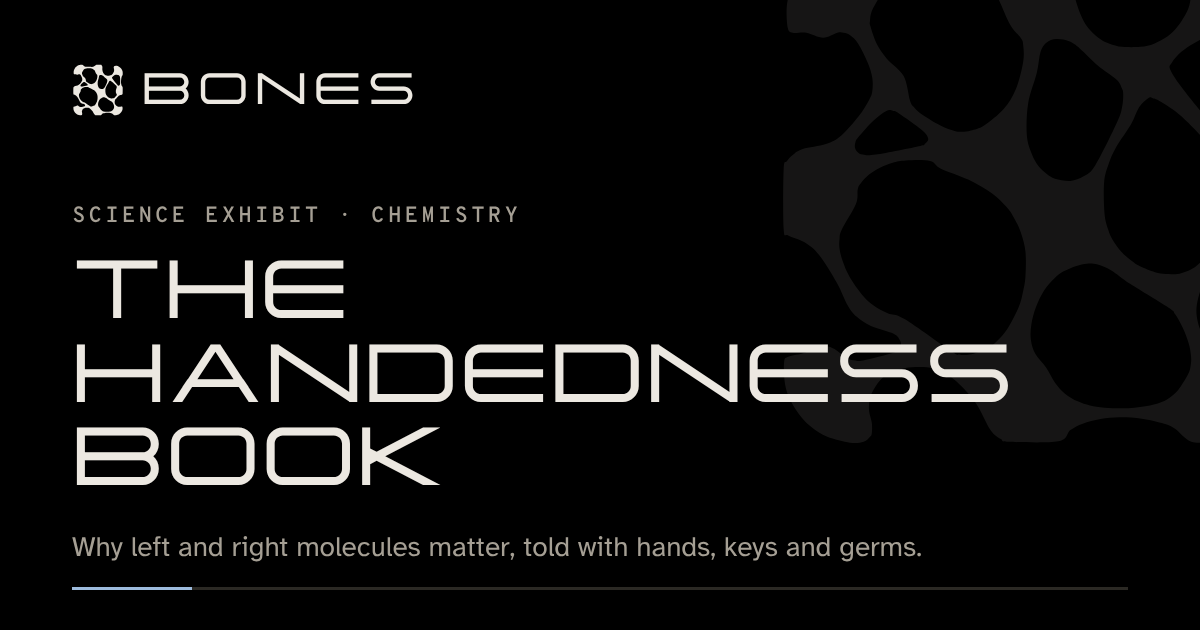 BONES
SCIENCE EXHIBIT · CHEMISTRY
THE
HANDEDNESS
BOOK
Why left and right molecules matter, told with hands, keys and germs.